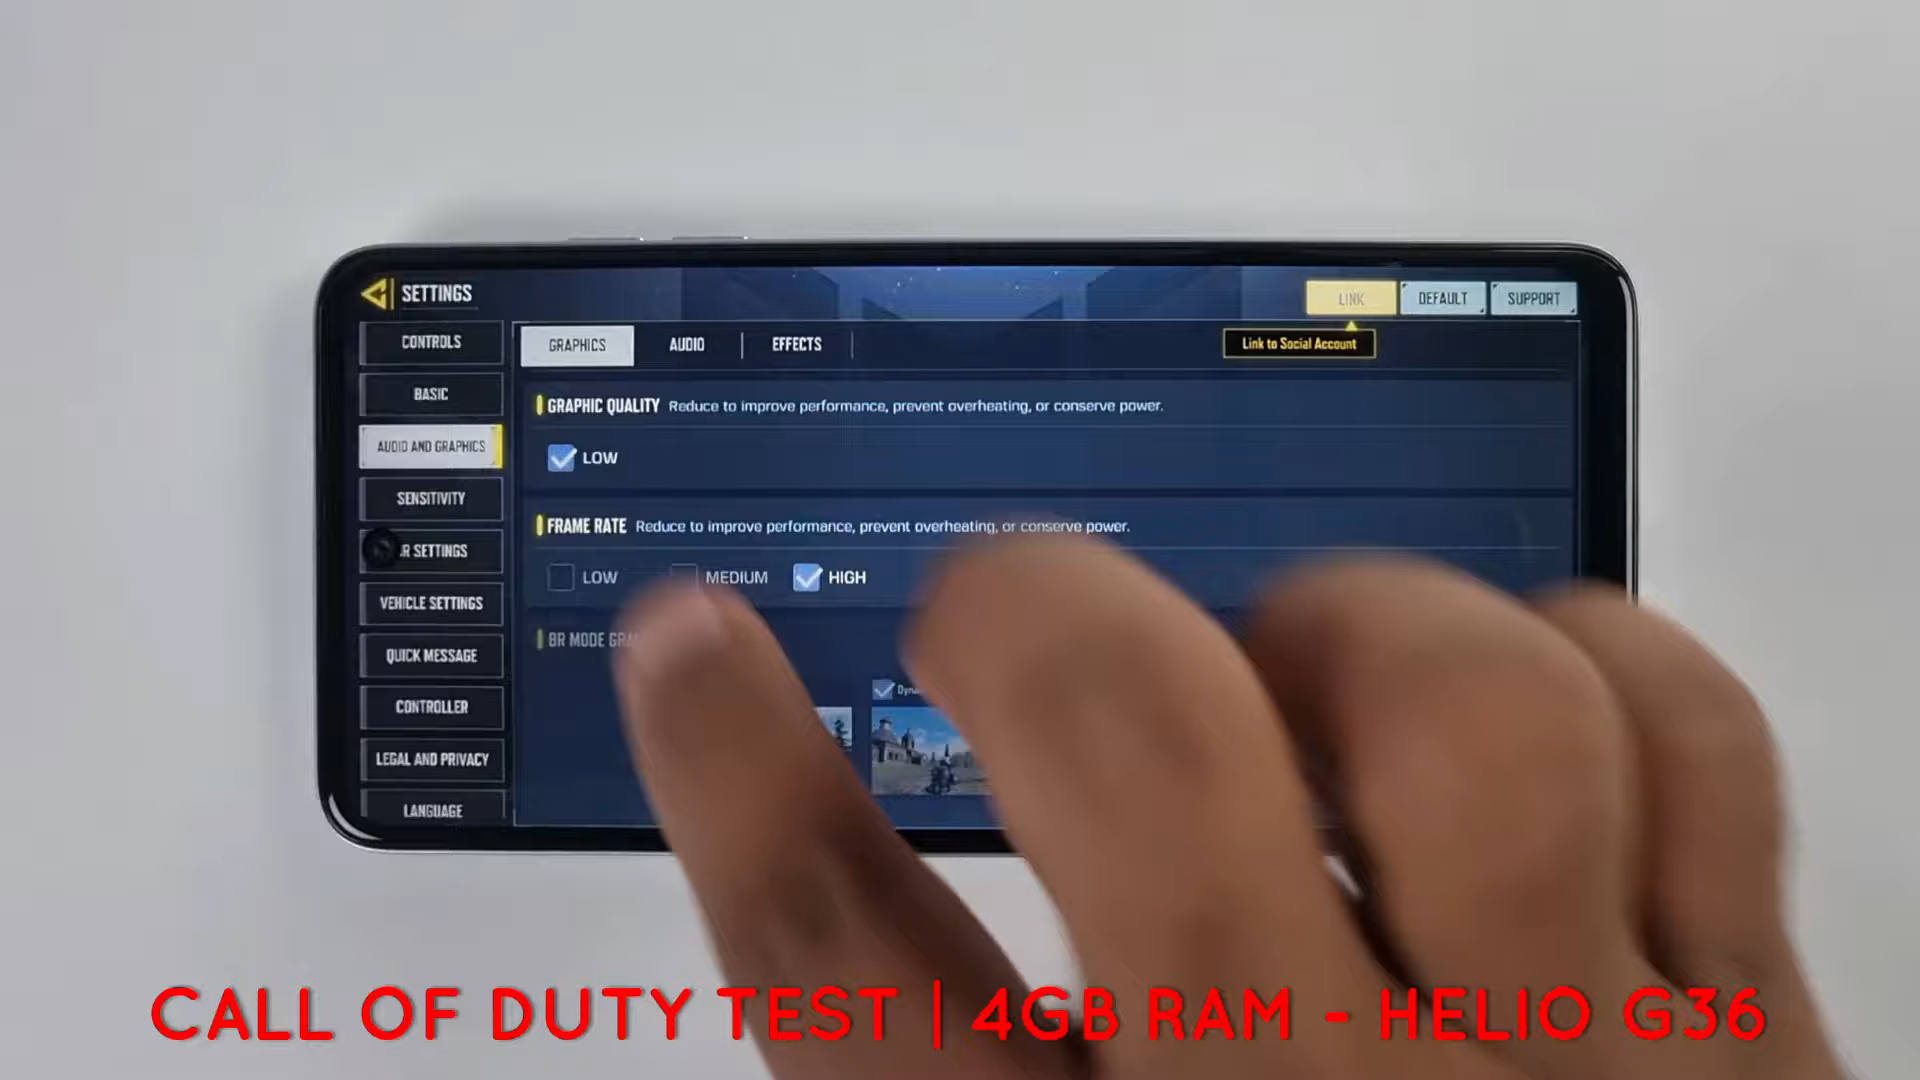 SETTINGS
LINK
DEFAULT
SUPPORT
Link to Social Account
CONTROLS
BASIC
AUDIO AND GRAPHICS
SENSITIVITY
SETTINGS
VEHICLE SETTINGS
QUICK MESSAGE
CONTROLLER
LEGAL AND PRIVACY
LANGUAGE
GRAPHICS
AUDIO
EFFECTS
GRAPHIC QUALITY Reduce to improve performance, prevent overheating, or conserve power.
LOW
FRAME RATE Reduce to improve performance, prevent overheating, or conserve power.
LOW
MEDIUM
HIGH
BR MODE
CALL OF DUTY TEST | 4GB RAM - HELIO G36